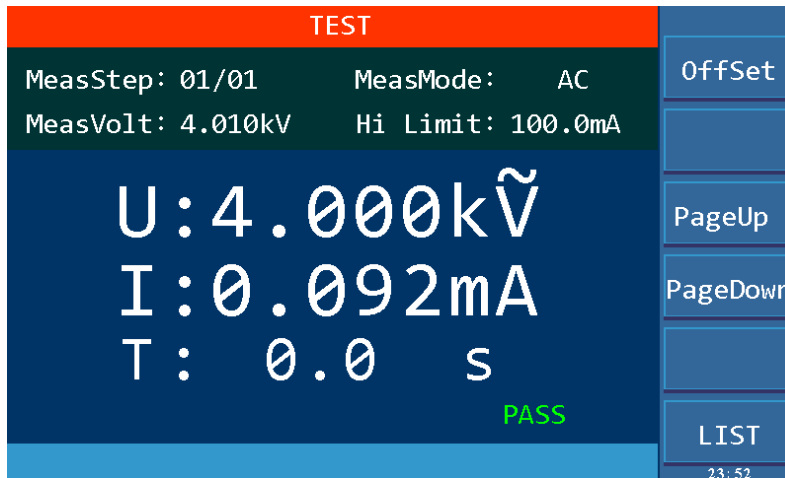 TEST
MeasStep: 01/01 MeasMode: AC
MeasVolt: 4.010kV Hi Limit: 100.0mA
U:4.000kṼ
I:0.092mA
T: 0.0 s
PASS
OffSet
PageUp
PageDown
LIST
23:52